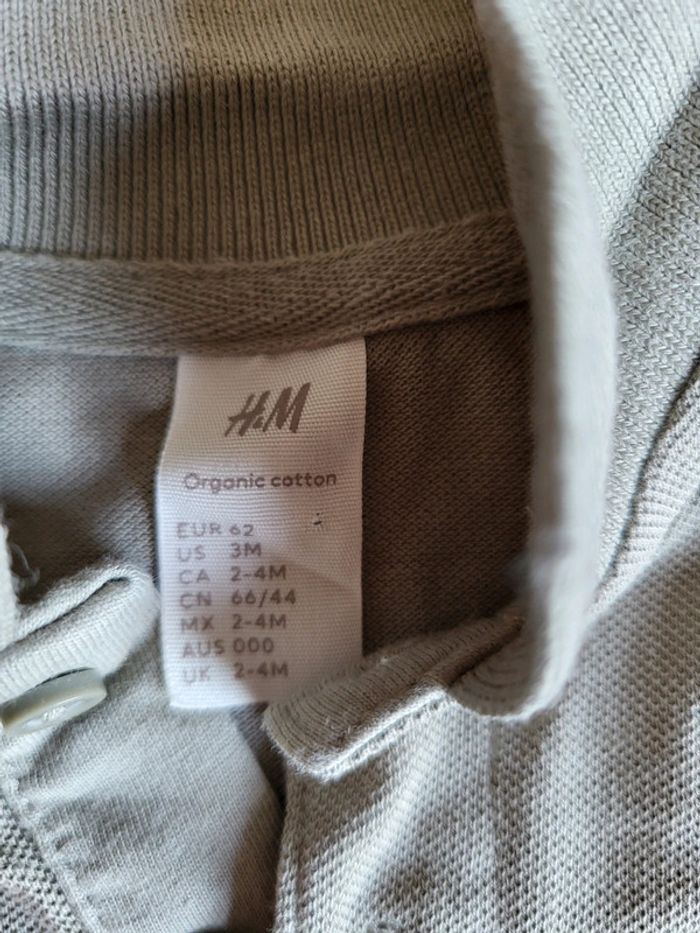 H&M
Organic cotton
EUR 62
US 3M
CA 2-4M
CN 66/44
MX 2-4M
AUS 000
UK 2-4M